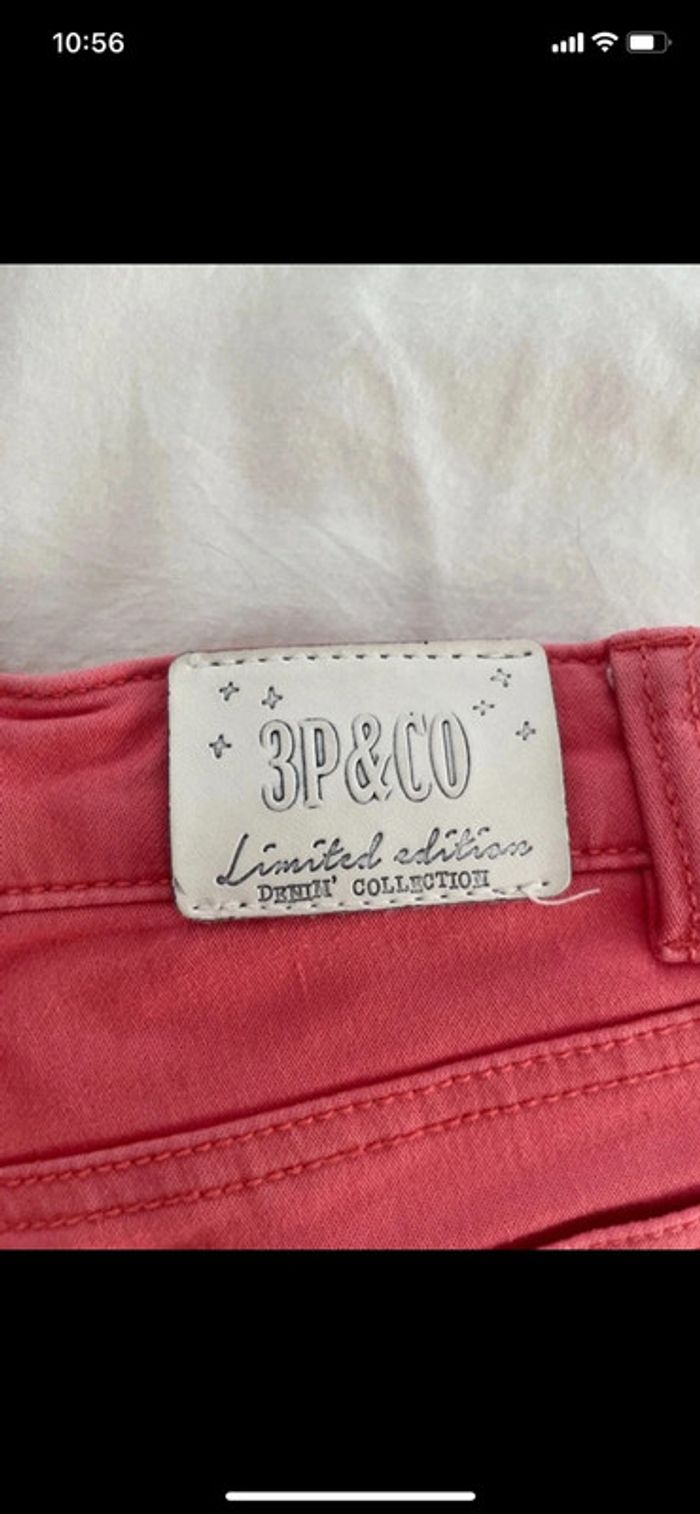 10:56
3P&CO
Limited edition
DENIM' COLLECTION